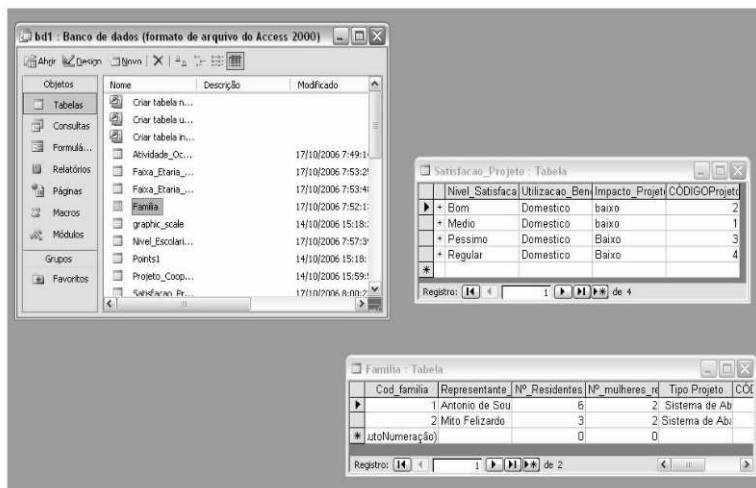 bd1 : Banco de dados (formato de arquivo do Access 2000)
Abrir Design Novo
Objetos
Tabelas
Consultas
Formulá...
Relatórios
Páginas
Macros
Módulos
Grupos
Favoritos
Nome Descrição Modificado
Criar tabela n...
Criar tabela u...
Criar tabela in...
Atividade_Oc... 17/10/2006 7:49:1
Faixa_Etaria_... 17/10/2006 7:53:2
Faixa_Etaria_... 17/10/2006 7:53:4
Familia 17/10/2006 7:52:1
graphic_scale 14/10/2006 15:18:
Nivel_Escolari... 17/10/2006 7:57:3
Points1 14/10/2006 15:18:
Projeto_Coop... 14/10/2006 15:59:
Satisfacao_Pr... 17/10/2006 8:00:2
Satisfacao_Projeto : Tabela
Nivel_Satisfaca Utilizacao_Ben Impacto_Projet CÓDIGOProjet
+ Bom Domestico baixo 2
+ Medio Domestico baixo 1
+ Pessimo Domestico Baixo 3
+ Regular Domestico Baixo 4
Registro: 1 de 4
Familia : Tabela
Cod_familia Representante_ Nº_Residentes Nº_mulheres_re Tipo Projeto CÓD
1 Antonio de Sou 6 2 Sistema de Ab
2 Mito Felizardo 3 2 Sistema de Aba
utoNumeração) 0 0
Registro: 1 de 2